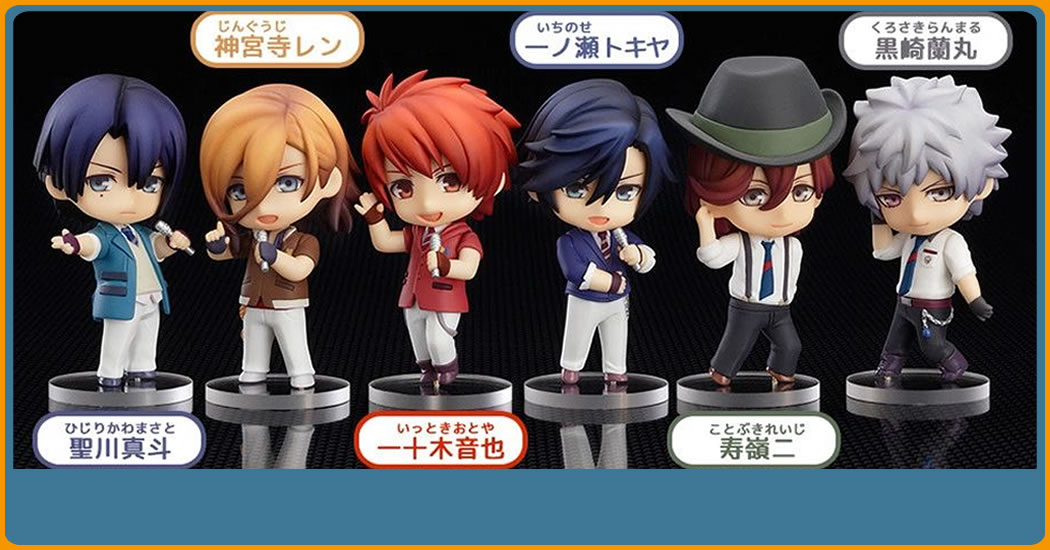 じんぐうじ
神宮寺レン
いちのせ
一ノ瀬トキヤ
くろさきらんまる
黒崎蘭丸
ひじりかわまさと
聖川真斗
いっときおとや
一十木音也
ことぶきれいじ
寿嶺二